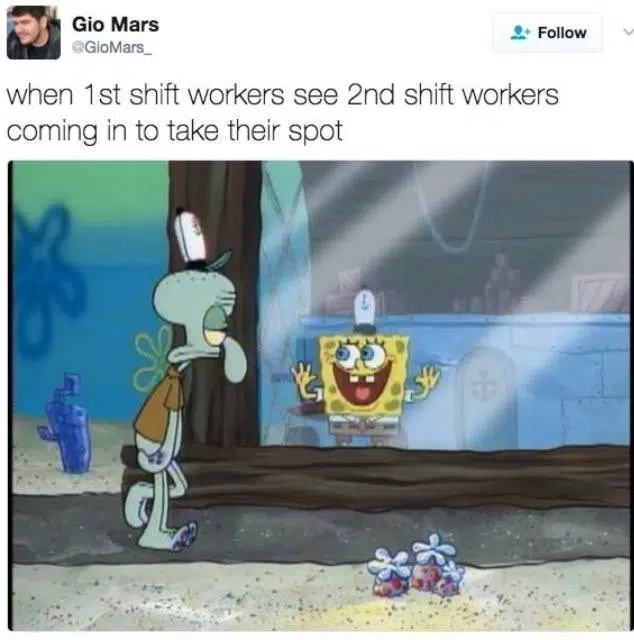 Gio Mars
@GioMars_
Follow
when 1st shift workers see 2nd shift workers
coming in to take their spot